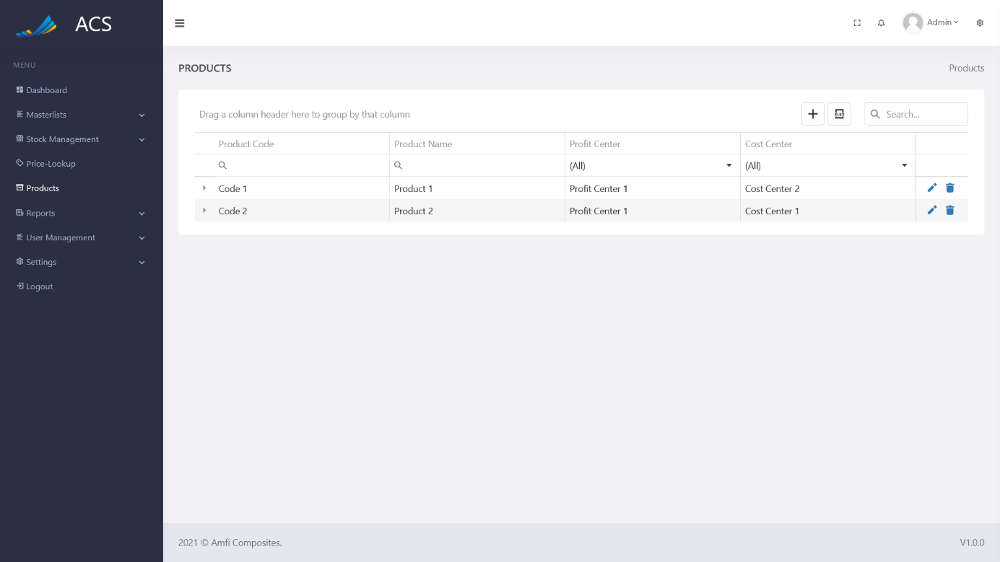 ACS
Admin
MENU
Dashboard
Masterlists
Stock Management
Price-Lookup
Products
Reports
User Management
Settings
Logout
PRODUCTS
Products
Drag a column header here to group by that column
XLSX
Search...
Product Code Product Name Profit Center Cost Center
(All) (All)
Code 1 Product 1 Profit Center 1 Cost Center 2
Code 2 Product 2 Profit Center 1 Cost Center 1
2021 © Amfi Composites.
V1.0.0